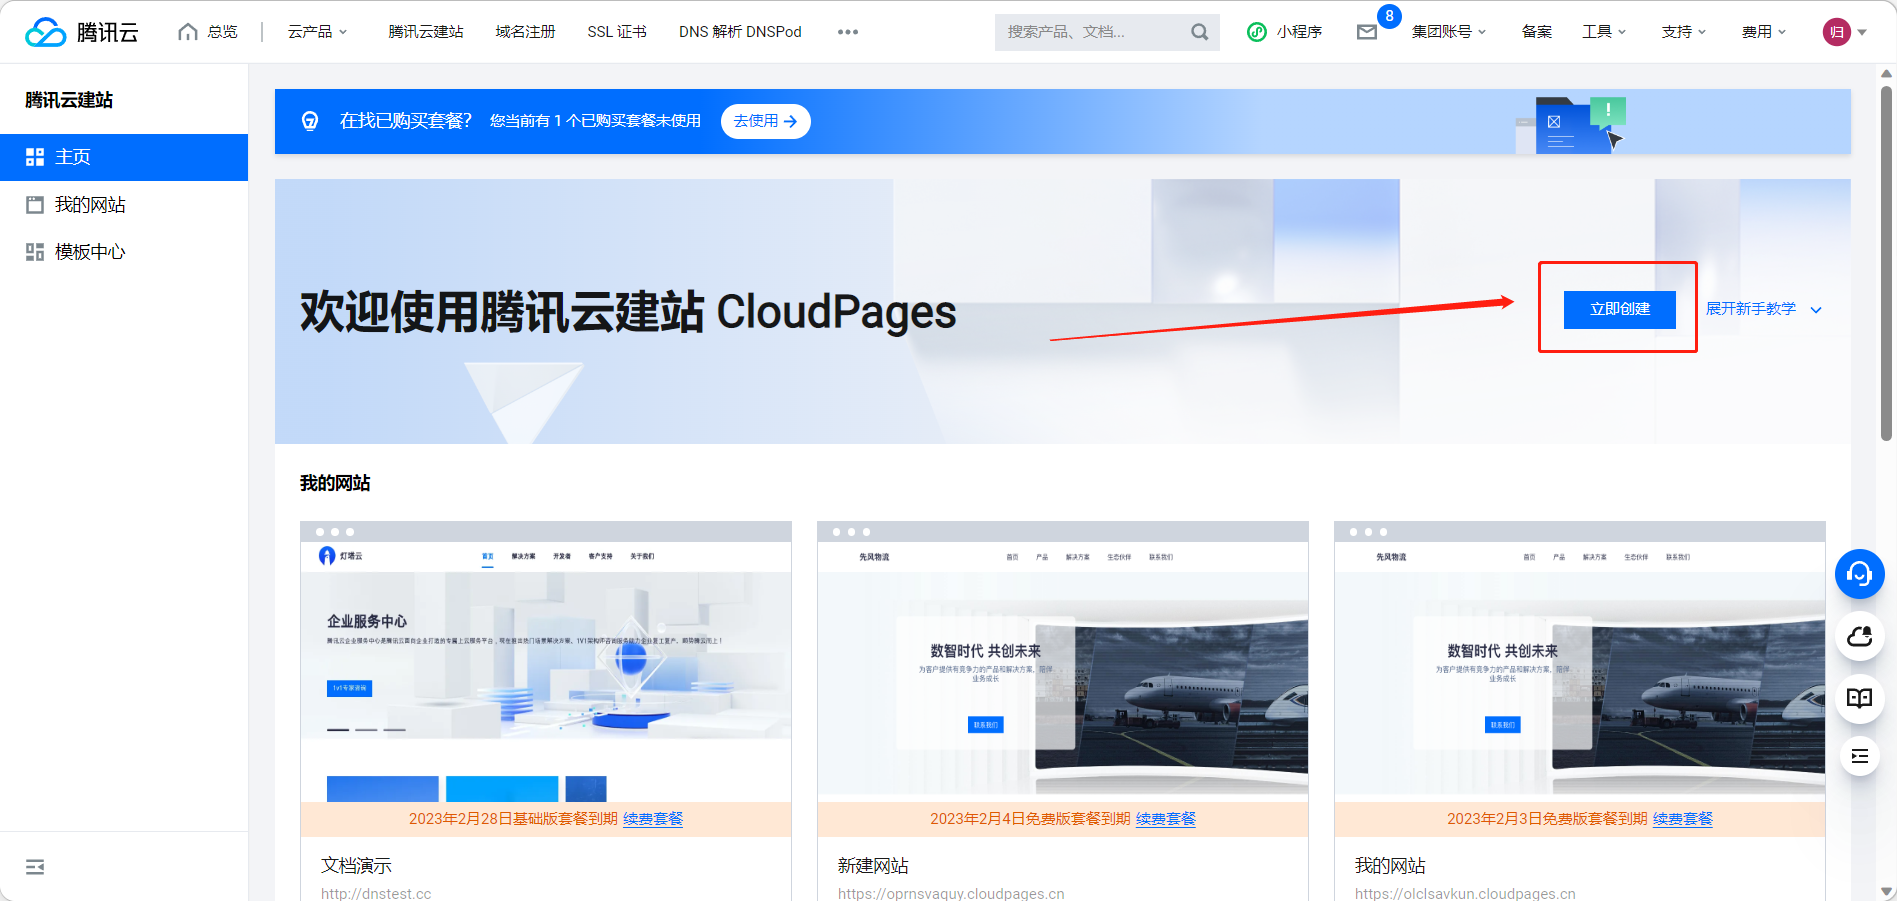 腾讯云
总览
云产品
腾讯云建站
域名注册
SSL 证书
DNS 解析 DNSPod
搜索产品、文档...
小程序
8
集团账号
备案
工具
支持
费用
归
腾讯云建站
主页
我的网站
模板中心
在找已购买套餐?
您当前有 1 个已购买套餐未使用
去使用
欢迎使用腾讯云建站 CloudPages
立即创建
展开新手教学
我的网站
灯塔云
首页 解决方案 开发者 客户支持 关于我们
企业服务中心
1V1专家咨询
2023年2月28日基础版套餐到期 续费套餐
文档演示
http://dnstest.cc
先风物流
首页 产品 解决方案 生态伙伴 联系我们
数智时代 共创未来
为客户提供有竞争力的产品和解决方案,陪伴
业务成长
联系我们
2023年2月4日免费版套餐到期 续费套餐
新建网站
https://oprnsvaquy.cloudpages.cn
先风物流
首页 产品 解决方案 生态伙伴 联系我们
数智时代 共创未来
为客户提供有竞争力的产品和解决方案,陪伴
业务成长
联系我们
2023年2月3日免费版套餐到期 续费套餐
我的网站
https://olclsavkun.cloudpages.cn